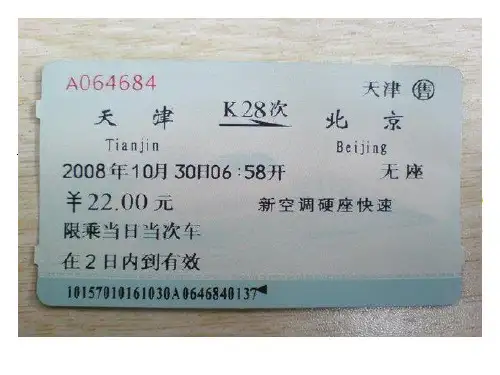 A064684 天津 ㊝售
天津 K28次 北京
Tianjin Beijing
2008年10月30日06:58开 无座
￥22.00元 新空调硬座快速
限乘当日当次车
在2日内到有效
10157010161030A0646840137